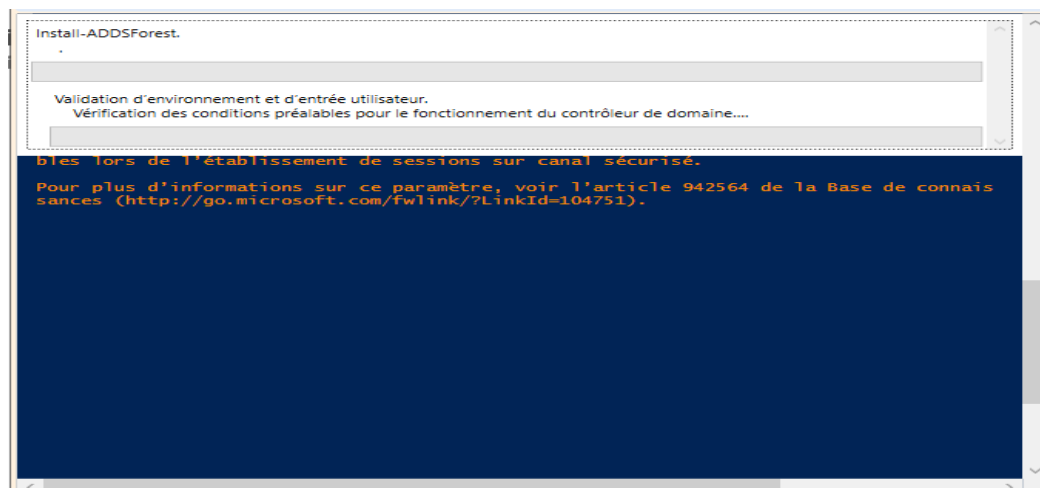 Install-ADDSForest.
.
Validation d'environnement et d'entrée utilisateur.
Vérification des conditions préalables pour le fonctionnement du contrôleur de domaine....
bles lors de l'établissement de sessions sur canal sécurisé.
Pour plus d'informations sur ce paramètre, voir l'article 942564 de la Base de connais
sances (http://go.microsoft.com/fwlink/?LinkId=104751).